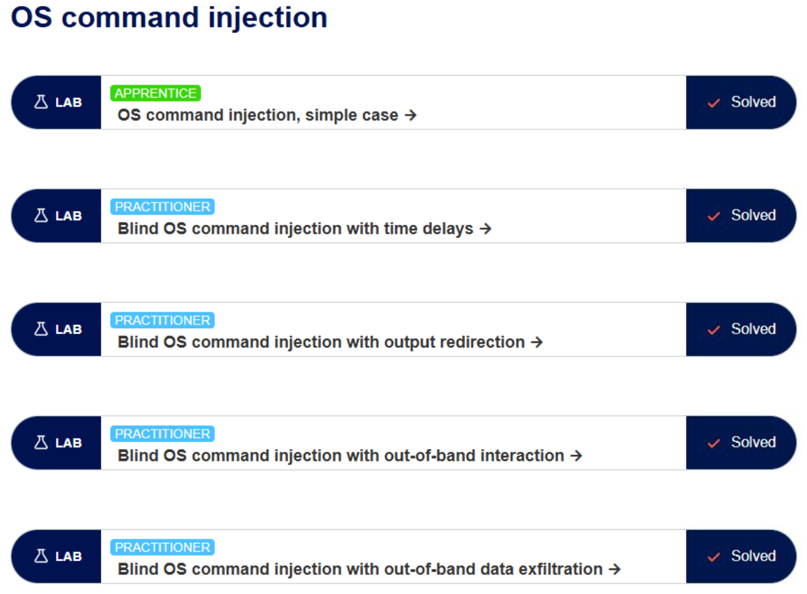 OS command injection
LAB
APPRENTICE
OS command injection, simple case →
Solved
LAB
PRACTITIONER
Blind OS command injection with time delays →
Solved
LAB
PRACTITIONER
Blind OS command injection with output redirection →
Solved
LAB
PRACTITIONER
Blind OS command injection with out-of-band interaction →
Solved
LAB
PRACTITIONER
Blind OS command injection with out-of-band data exfiltration →
Solved